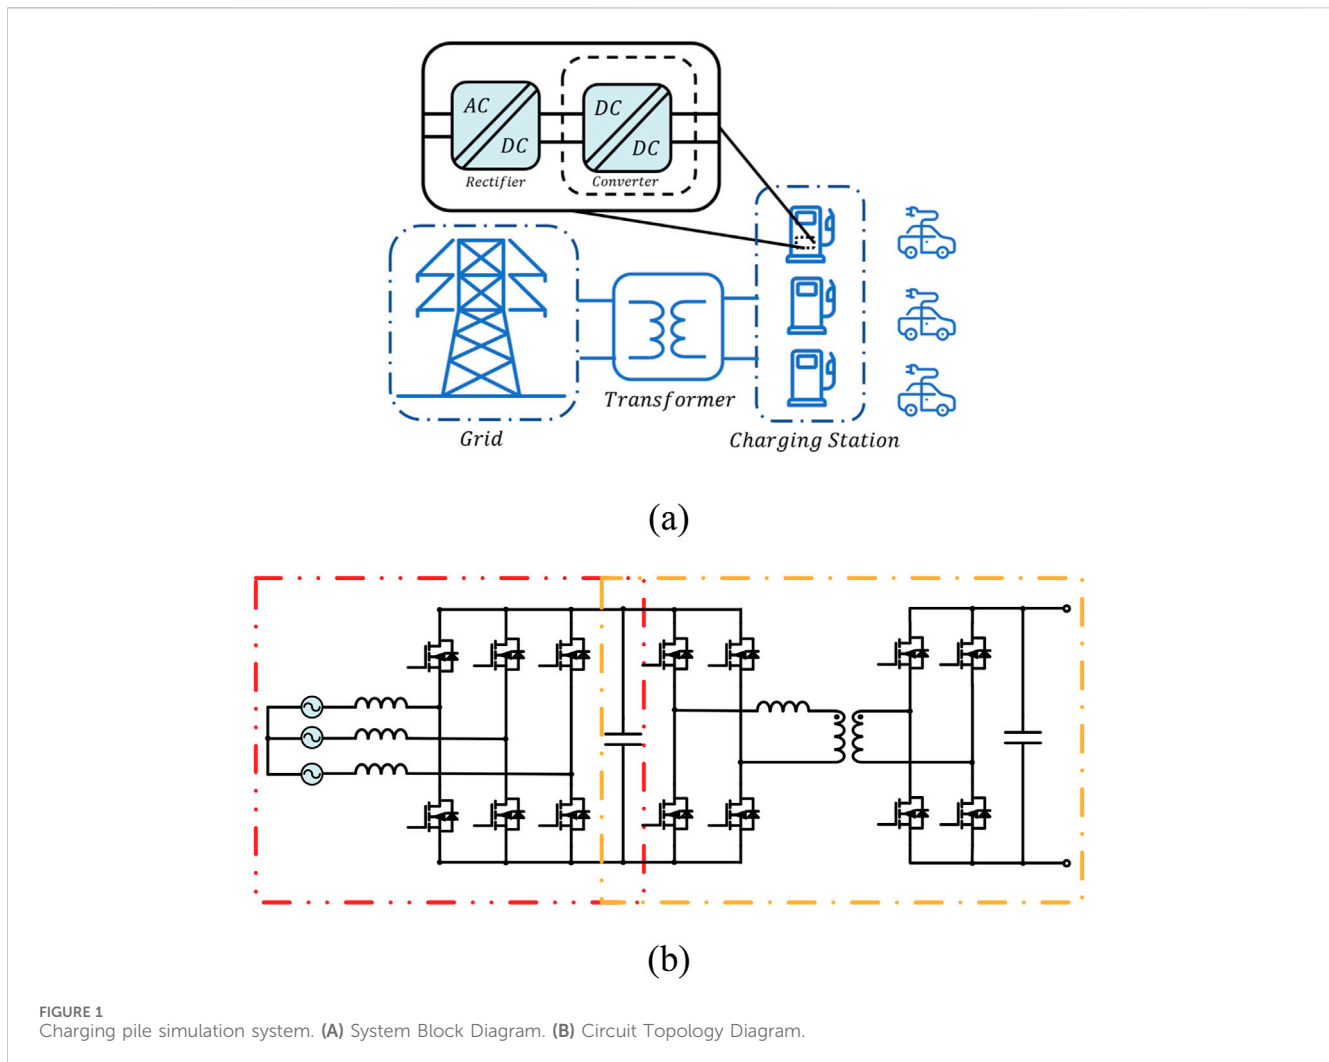 AC
DC
Rectifier
DC
DC
Converter
Transformer
Grid
Charging Station
(a)
(b)
FIGURE 1
Charging pile simulation system. (A) System Block Diagram. (B) Circuit Topology Diagram.